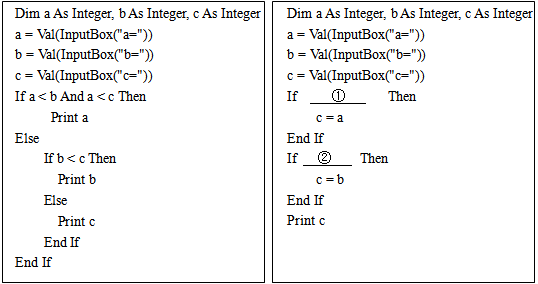 Dim a As Integer, b As Integer, c As Integer
a = Val(InputBox("a="))
b = Val(InputBox("b="))
c = Val(InputBox("c="))
If a < b And a < c Then
Print a
Else
If b < c Then
Print b
Else
Print c
End If
End If
Dim a As Integer, b As Integer, c As Integer
a = Val(InputBox("a="))
b = Val(InputBox("b="))
c = Val(InputBox("c="))
If ① Then
c = a
End If
If ② Then
c = b
End If
Print c